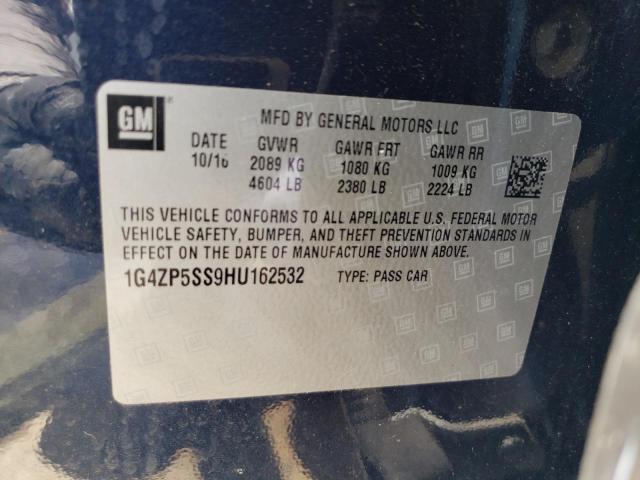 GM
MFD BY GENERAL MOTORS LLC
DATE GVWR GAWR FRT GAWR RR
10/16 2089 KG 1080 KG 1009 KG
4604 LB 2380 LB 2224 LB
THIS VEHICLE CONFORMS TO ALL APPLICABLE U.S. FEDERAL MOTOR
VEHICLE SAFETY, BUMPER, AND THEFT PREVENTION STANDARDS IN
EFFECT ON THE DATE OF MANUFACTURE SHOWN ABOVE.
1G4ZP5SS9HU162532 TYPE: PASS CAR